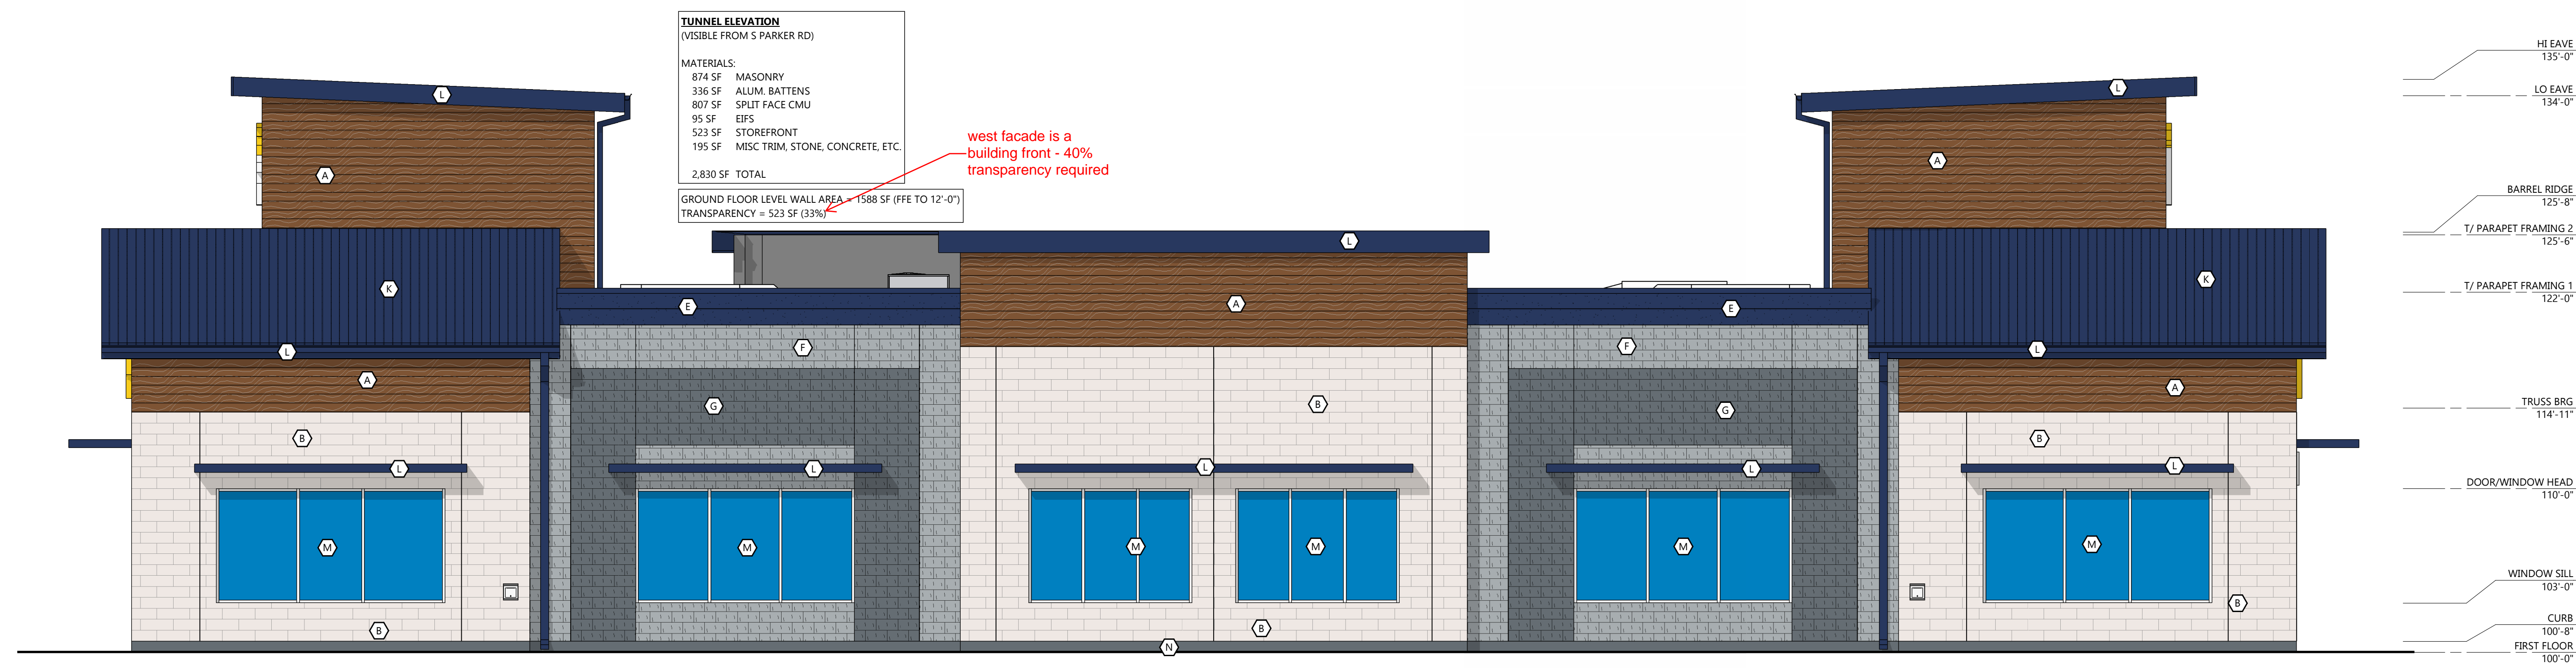 TUNNEL ELEVATION
(VISIBLE FROM S PARKER RD)
MATERIALS:
874 SF MASONRY
336 SF ALUM. BATTENS
807 SF SPLIT FACE CMU
95 SF EIFS
523 SF STOREFRONT
195 SF MISC TRIM, STONE, CONCRETE, ETC.
2,830 SF TOTAL
GROUND FLOOR LEVEL WALL AREA = 1588 SF (FFE TO 12'-0")
TRANSPARENCY = 523 SF (33%)
west facade is a
building front - 40%
transparency required
L
L
A
A
K
L
K
E
A
E
L
F
F
L
A
A
G
B
G
B
B
L
L
L
L
L
M
M
M
M
M
M
B
B
B
N
HI EAVE
135'-0"
LO EAVE
134'-0"
BARREL RIDGE
125'-8"
T/ PARAPET FRAMING 2
125'-6"
T/ PARAPET FRAMING 1
122'-0"
TRUSS BRG
114'-11"
DOOR/WINDOW HEAD
110'-0"
WINDOW SILL
103'-0"
CURB
100'-8"
FIRST FLOOR
100'-0"